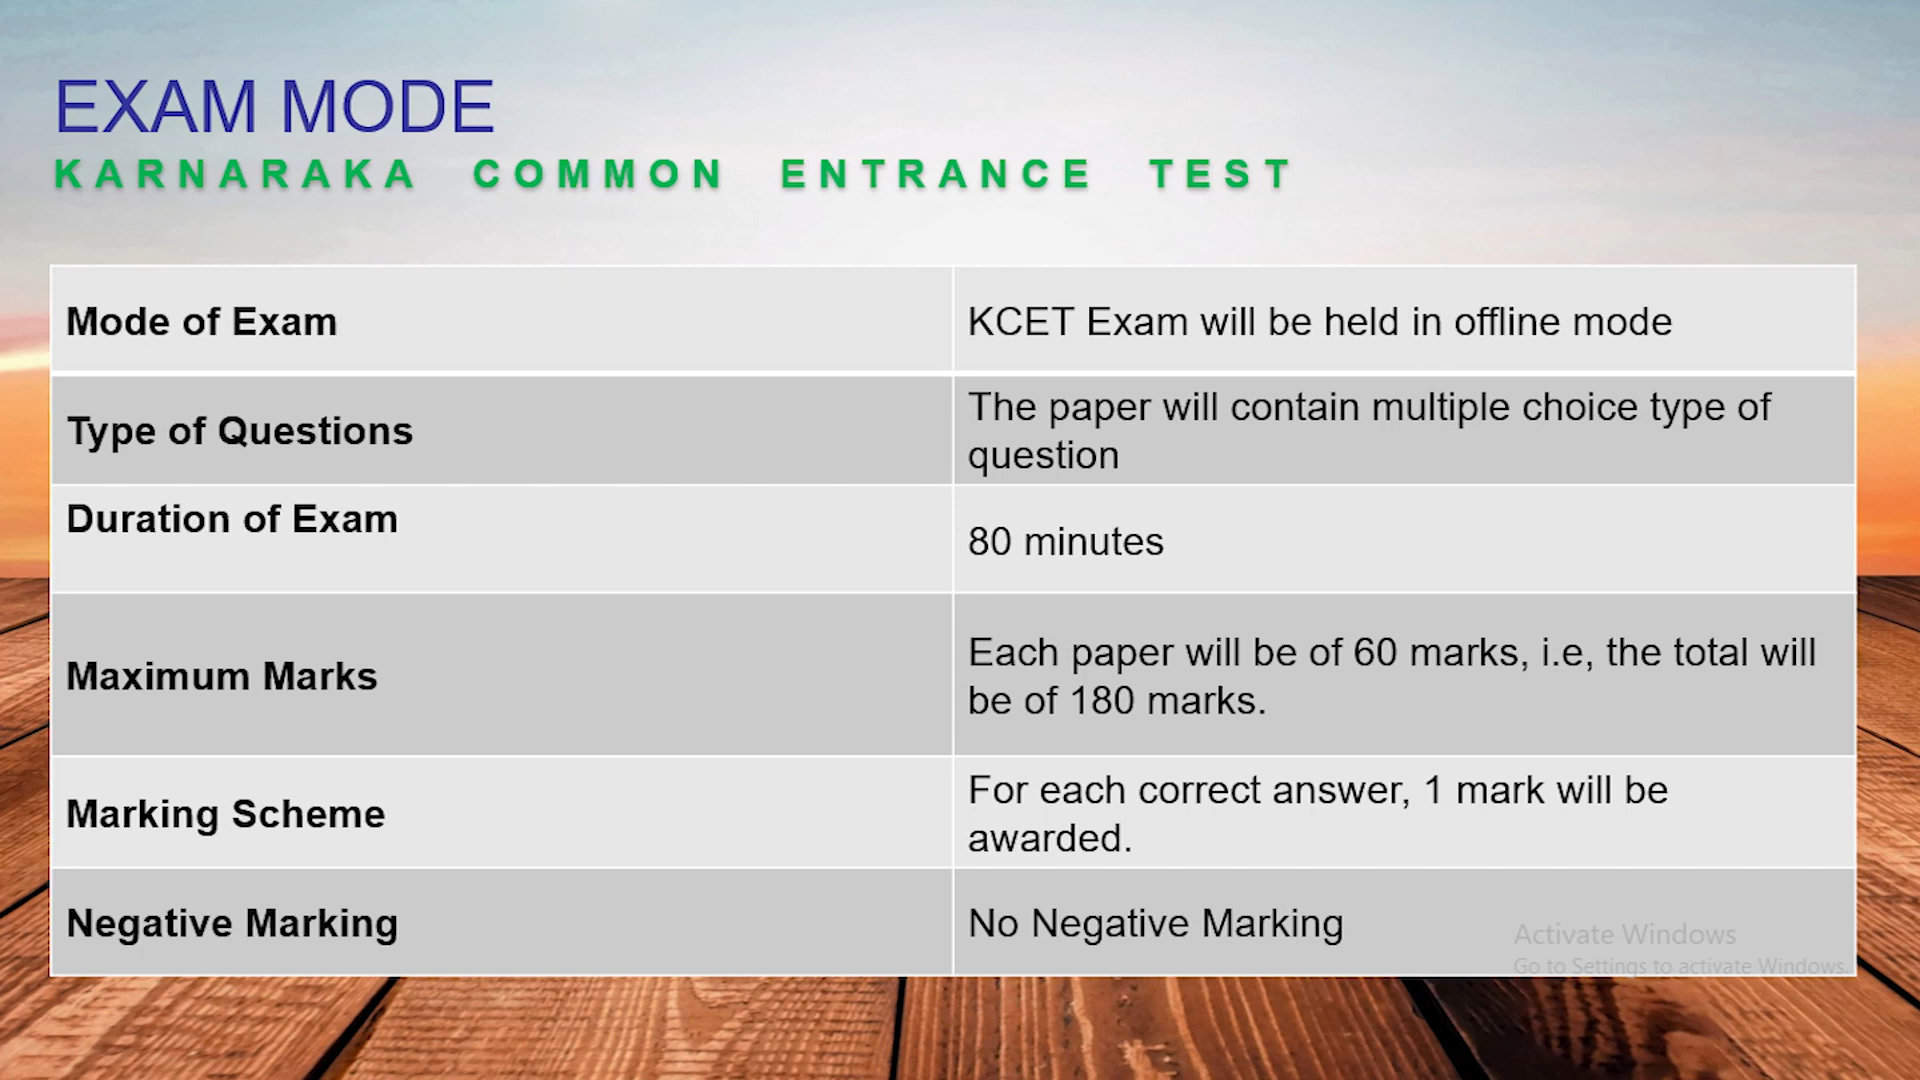 EXAM MODE
KARNARAKA COMMON ENTRANCE TEST
Mode of Exam
KCET Exam will be held in offline mode
Type of Questions
The paper will contain multiple choice type of
question
Duration of Exam
80 minutes
Maximum Marks
Each paper will be of 60 marks, i.e, the total will
be of 180 marks.
Marking Scheme
For each correct answer, 1 mark will be
awarded.
Negative Marking
No Negative Marking
Activate Windows
Go to Settings to activate Windows.